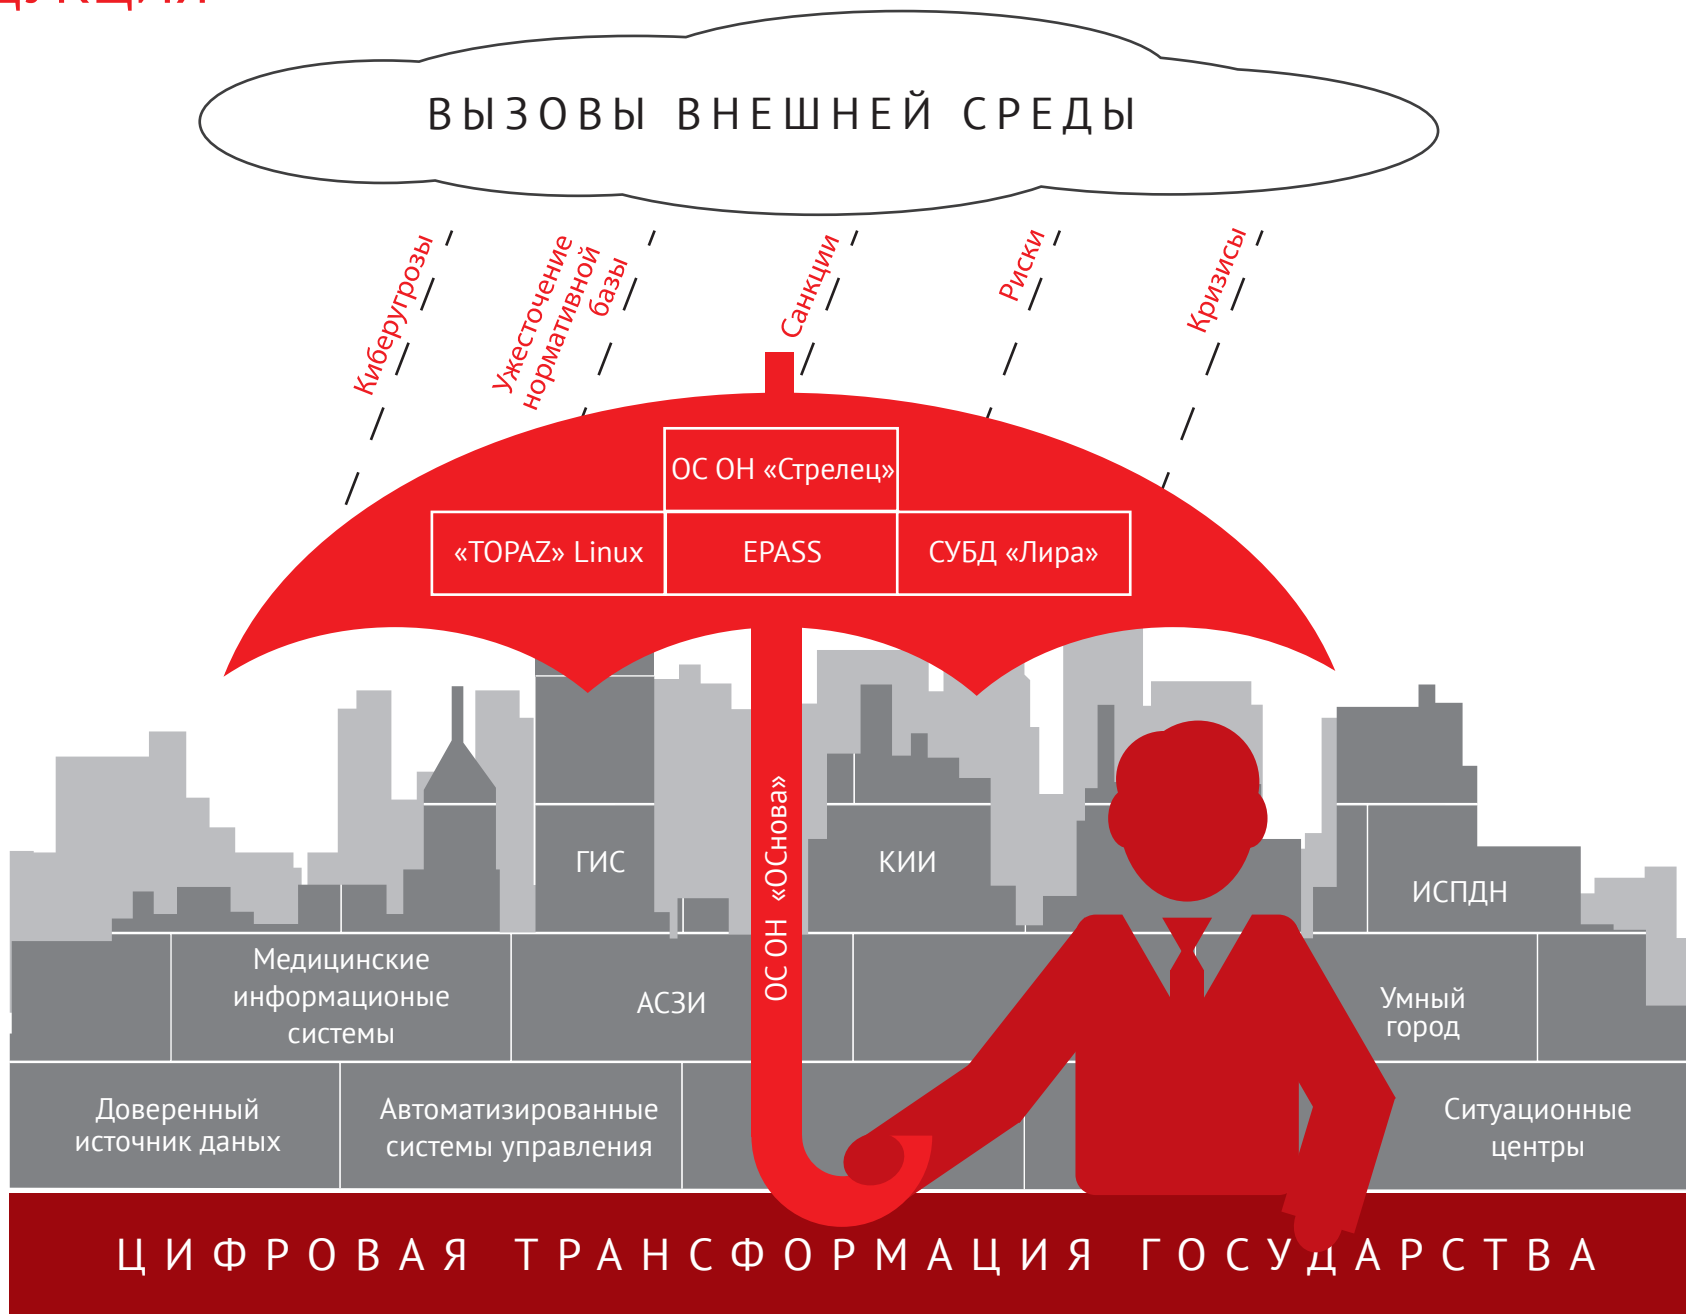 ВЫЗОВЫ ВНЕШНЕЙ СРЕДЫ
Киберугрозы
Ужесточение
нормативной
базы
Санкции
Риски
Кризисы
ОС ОН «Стрелец»
«TOPAZ» Linux
EPASS
СУБД «Лира»
ОС ОН «ОСнова»
ГИС
КИИ
ИСПДН
Медицинские
информационые
системы
АСЗИ
Умный
город
Доверенный
источник даных
Автоматизированные
системы управления
Ситуационные
центры
ЦИФРОВАЯ ТРАНСФОРМАЦИЯ ГОСУДАРСТВА